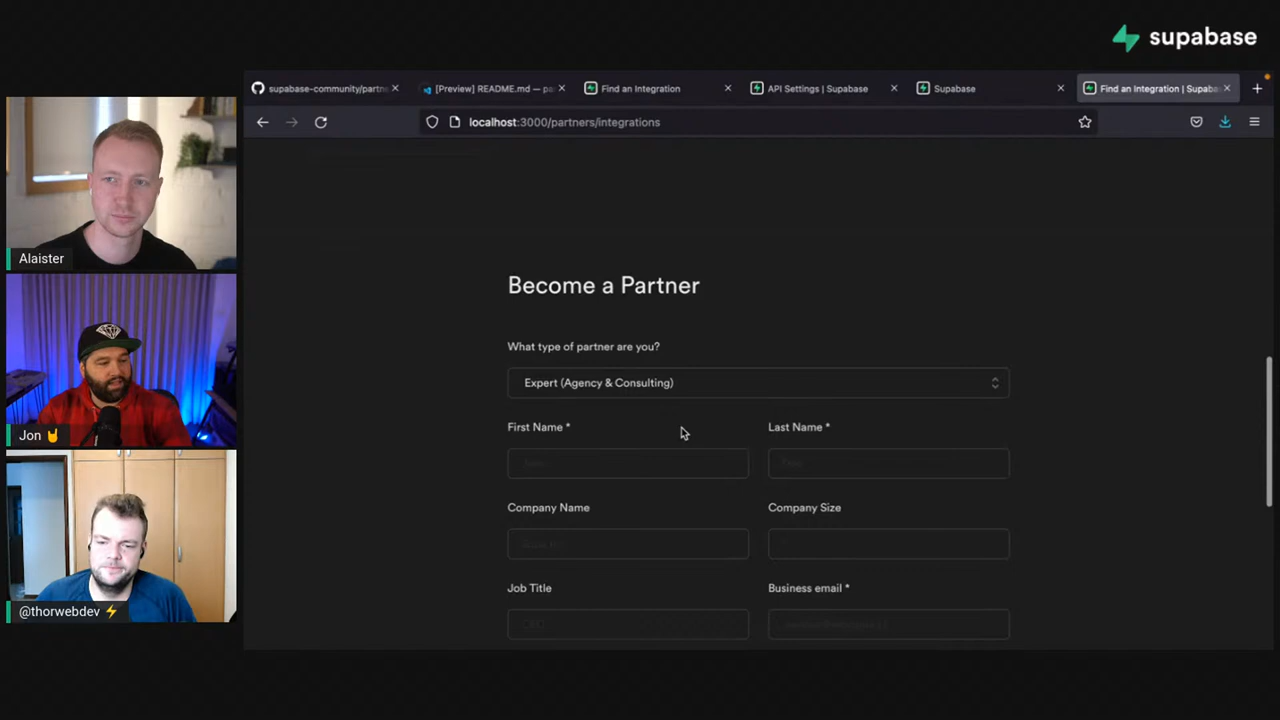 supabase
supabase-community/partne
[Preview] README.md — pa
Find an Integration
API Settings | Supabase
Supabase
Find an Integration | Supaba
localhost:3000/partners/integrations
Alaister
Jon 🤘
@thorwebdev ⚡
Become a Partner
What type of partner are you?
Expert (Agency & Consulting)
First Name *
Last Name *
Company Name
Company Size
Job Title
Business email *
CEO